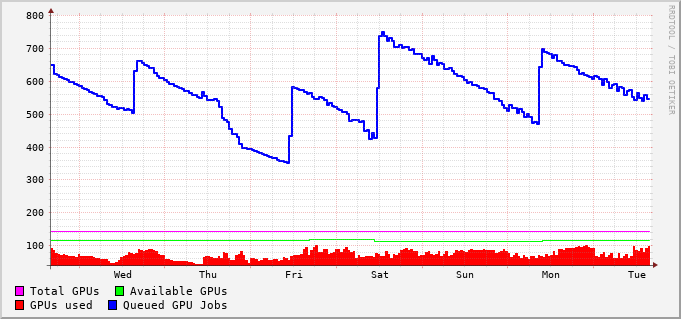 800
700
600
500
400
300
200
100
Wed Thu Fri Sat Sun Mon Tue
Total GPUs Available GPUs
GPUs used Queued GPU Jobs
RRDTOOL / TOBI OETIKER